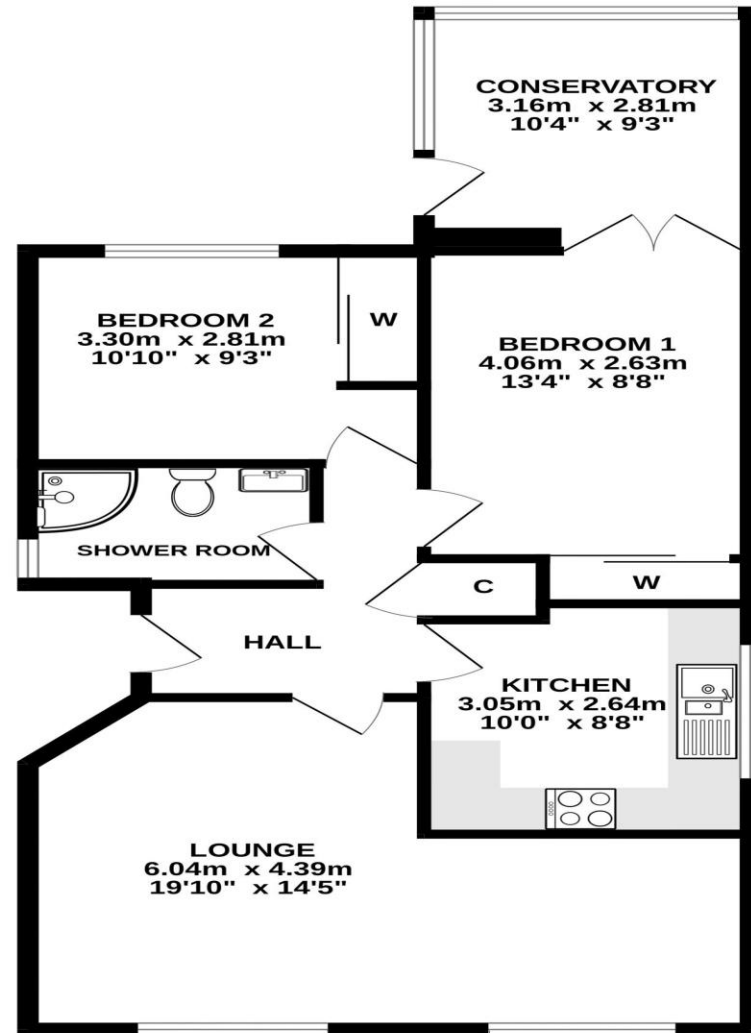 CONSERVATORY
3.16m x 2.81m
10'4" x 9'3"
BEDROOM 2
3.30m x 2.81m
10'10" x 9'3"
W
BEDROOM 1
4.06m x 2.63m
13'4" x 8'8"
SHOWER ROOM
C
W
HALL
KITCHEN
3.05m x 2.64m
10'0" x 8'8"
LOUNGE
6.04m x 4.39m
19'10" x 14'5"